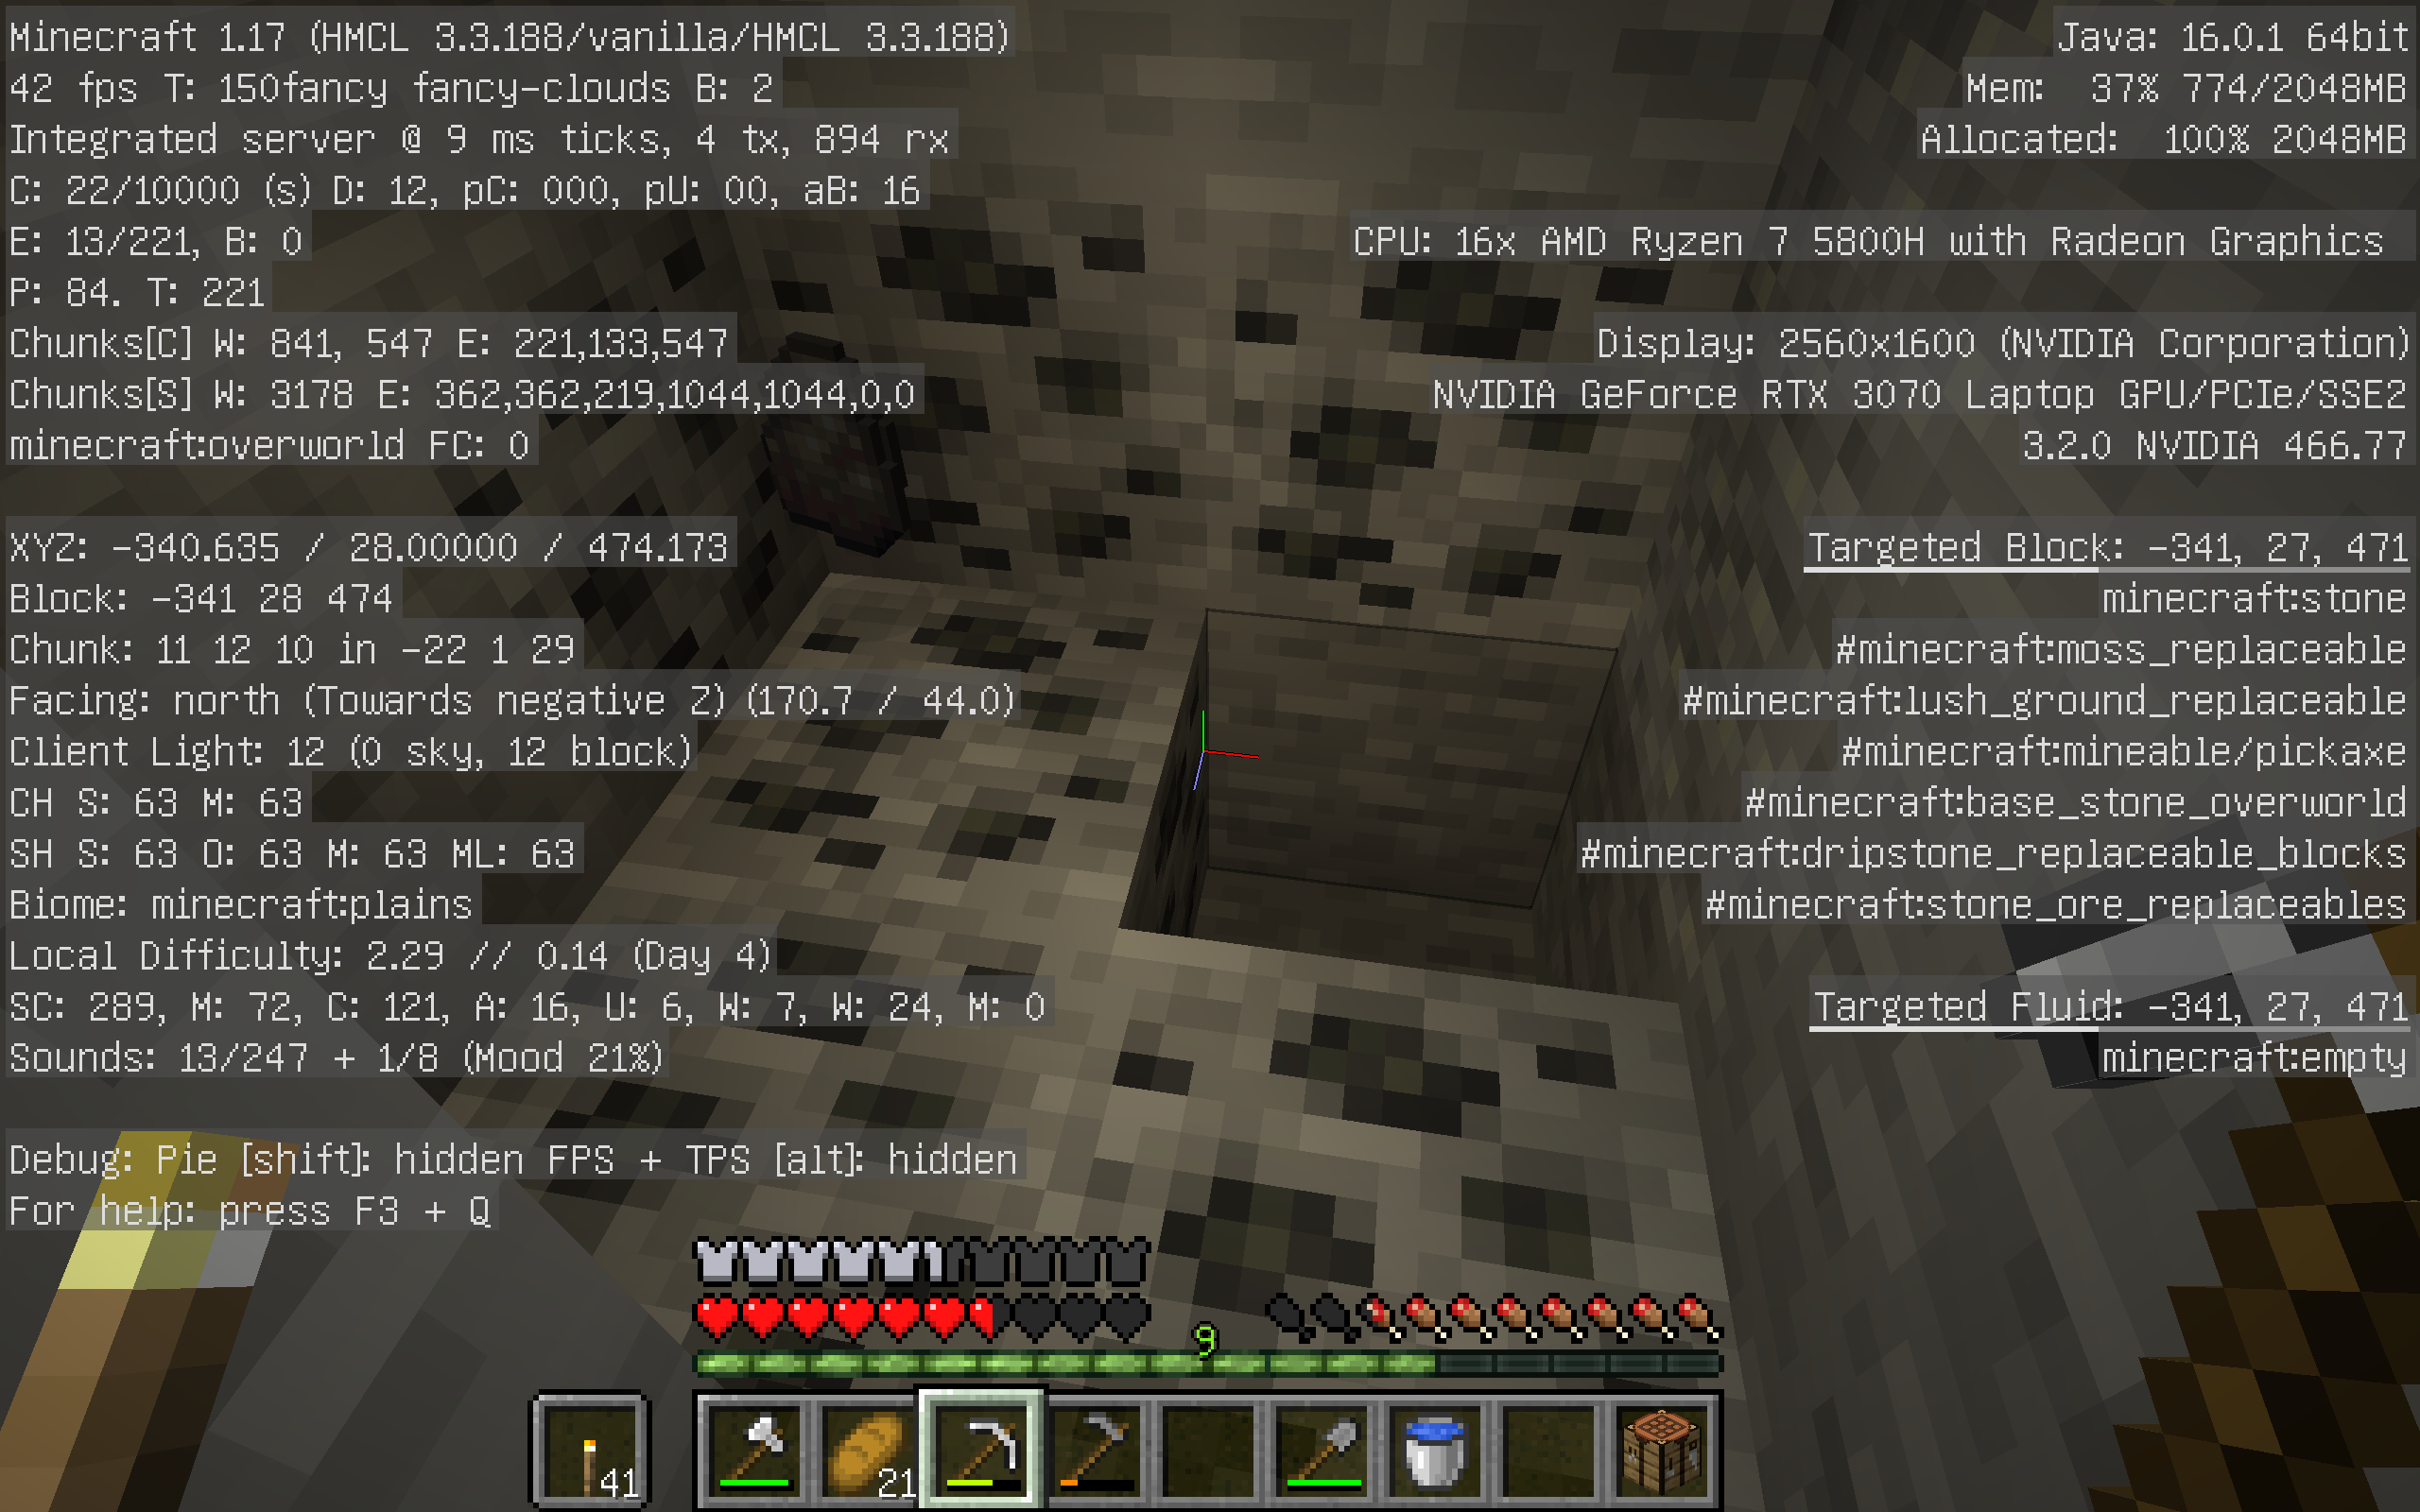 Minecraft 1.17 (HMCL 3.3.188/vanilla/HMCL 3.3.188)
42 fps T: 150fancy fancy-clouds B: 2
Integrated server @ 9 ms ticks, 4 tx, 894 rx
C: 22/10000 (s) D: 12, pC: 000, pU: 00, aB: 16
E: 13/221, B: 0
P: 84. T: 221
Chunks[C] W: 841, 547 E: 221,133,547
Chunks[S] W: 3178 E: 362,362,219,1044,1044,0,0
minecraft:overworld FC: 0
XYZ: -340.635 / 28.00000 / 474.173
Block: -341 28 474
Chunk: 11 12 10 in -22 1 29
Facing: north (Towards negative Z) (170.7 / 44.0)
Client Light: 12 (0 sky, 12 block)
CH S: 63 M: 63
SH S: 63 O: 63 M: 63 ML: 63
Biome: minecraft:plains
Local Difficulty: 2.29 // 0.14 (Day 4)
SC: 289, M: 72, C: 121, A: 16, U: 6, W: 7, W: 24, M: 0
Sounds: 13/247 + 1/8 (Mood 21%)
Debug: Pie [shift]: hidden FPS + TPS [alt]: hidden
For help: press F3 + Q
Java: 16.0.1 64bit
Mem: 37% 774/2048MB
Allocated: 100% 2048MB
CPU: 16x AMD Ryzen 7 5800H with Radeon Graphics
Display: 2560x1600 (NVIDIA Corporation)
NVIDIA GeForce RTX 3070 Laptop GPU/PCIe/SSE2
3.2.0 NVIDIA 466.77
Targeted Block: -341, 27, 471
minecraft:stone
#minecraft:moss_replaceable
#minecraft:lush_ground_replaceable
#minecraft:mineable/pickaxe
#minecraft:base_stone_overworld
#minecraft:dripstone_replaceable_blocks
#minecraft:stone_ore_replaceables
Targeted Fluid: -341, 27, 471
minecraft:empty
9
41
21